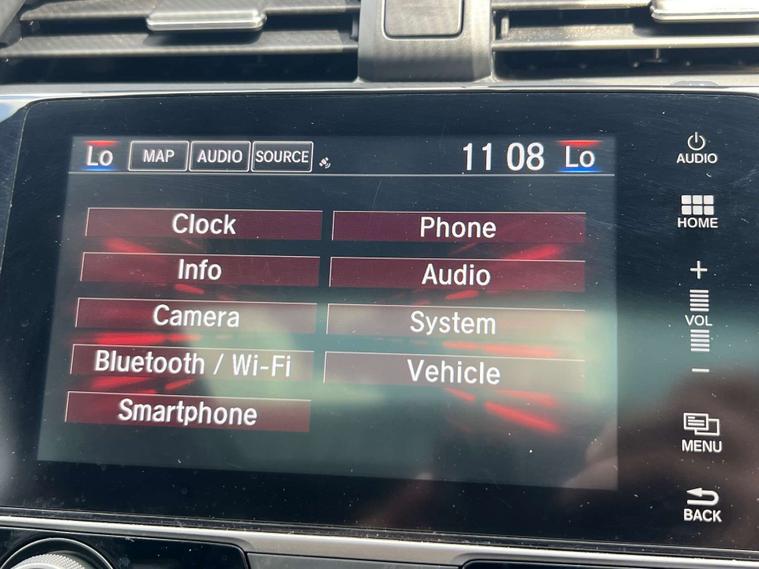 Lo MAP AUDIO SOURCE 11 08 Lo
Clock Phone
Info Audio
Camera System
Bluetooth / Wi-Fi Vehicle
Smartphone
AUDIO
HOME
+
VOL
−
MENU
BACK